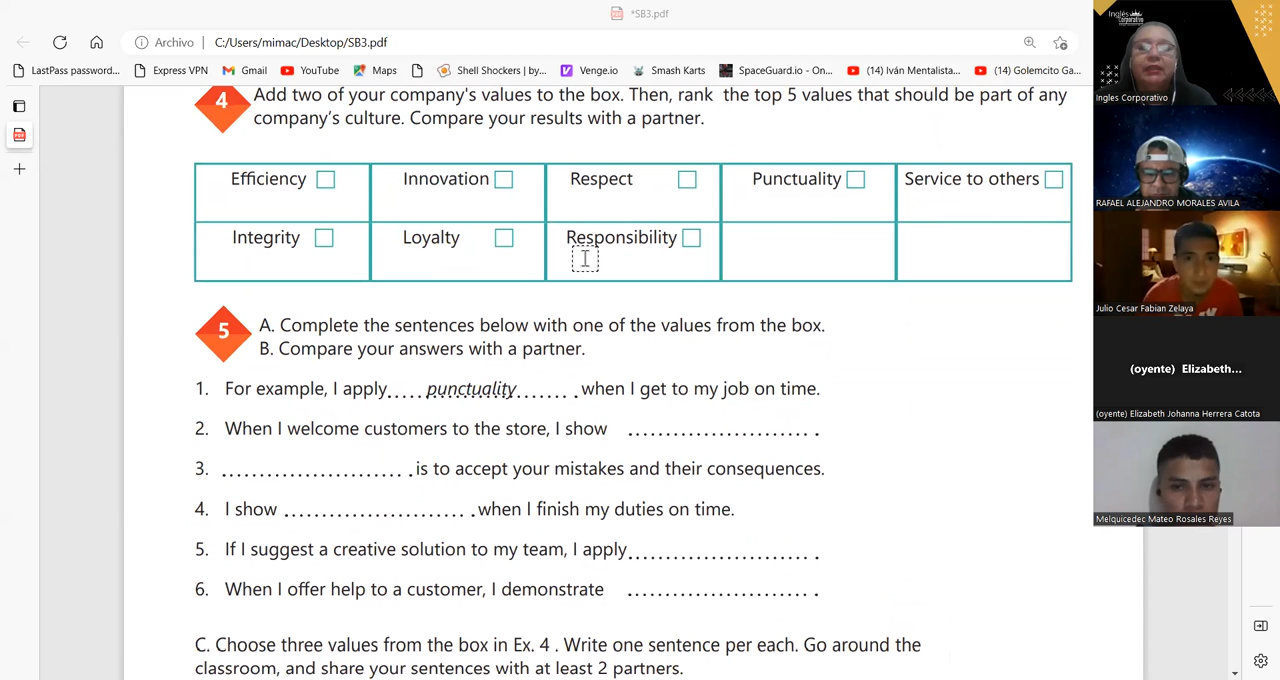 *SB3.pdf
Archivo | C:/Users/mimac/Desktop/SB3.pdf
LastPass password... Express VPN Gmail YouTube Maps Shell Shockers | by... Venge.io Smash Karts SpaceGuard.io - On... (14) Iván Mentalista... (14) Golemcito Ga...
4 Add two of your company's values to the box. Then, rank the top 5 values that should be part of any
company's culture. Compare your results with a partner.
Efficiency Innovation Respect Punctuality Service to others
Integrity Loyalty Responsibility
5 A. Complete the sentences below with one of the values from the box.
B. Compare your answers with a partner.
1. For example, I apply.....punctuality........when I get to my job on time.
2. When I welcome customers to the store, I show ........................
3. ........................is to accept your mistakes and their consequences.
4. I show ........................when I finish my duties on time.
5. If I suggest a creative solution to my team, I apply........................
6. When I offer help to a customer, I demonstrate ........................
C. Choose three values from the box in Ex. 4 . Write one sentence per each. Go around the
classroom, and share your sentences with at least 2 partners.
Inglés
Corporativo
Ingles Corporativo
RAFAEL ALEJANDRO MORALES AVILA
Julio Cesar Fabian Zelaya
(oyente) Elizabeth...
(oyente) Elizabeth Johanna Herrera Catota
Melquicedec Mateo Rosales Reyes